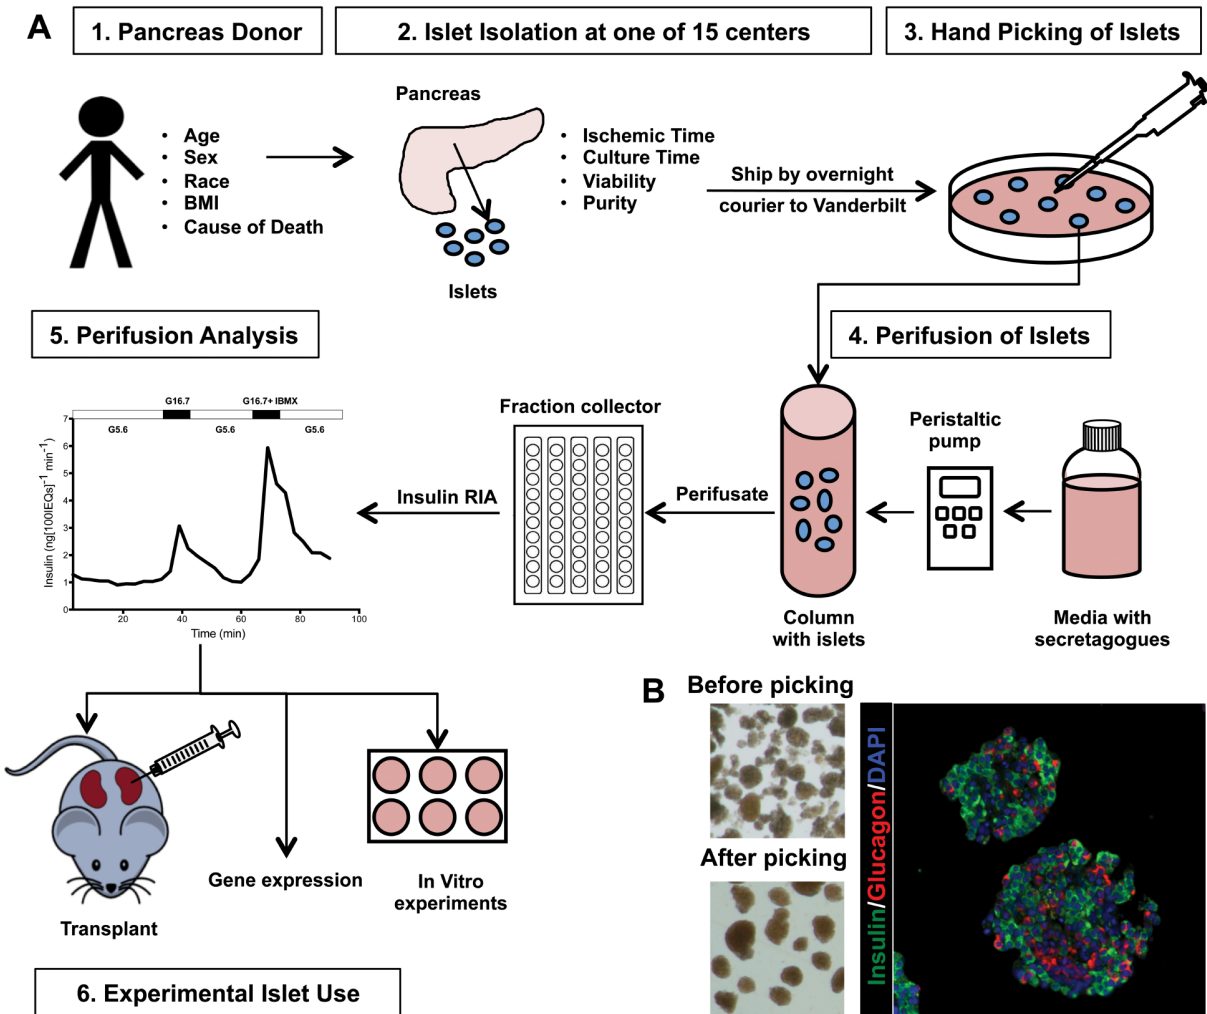 A
1. Pancreas Donor
2. Islet Isolation at one of 15 centers
3. Hand Picking of Islets
• Age
• Sex
• Race
• BMI
• Cause of Death
Pancreas
Islets
• Ischemic Time
• Culture Time
• Viability
• Purity
Ship by overnight
courier to Vanderbilt
5. Perifusion Analysis
4. Perifusion of Islets
G16.7
G16.7+ IBMX
G5.6
G5.6
G5.6
Insulin (ng[100IEQs]⁻¹ min⁻¹)
7
6
5
4
3
2
1
0
20
40
60
80
100
Time (min)
Insulin RIA
Fraction collector
Perifusate
Column
with islets
Peristaltic
pump
Media with
secretagogues
Transplant
Gene expression
In Vitro
experiments
6. Experimental Islet Use
B
Before picking
After picking
Insulin/Glucagon/DAPI